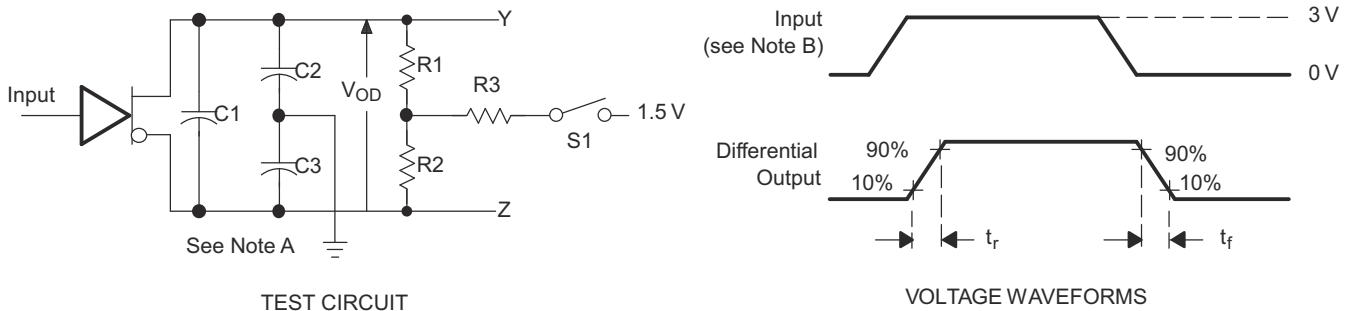 Input
C1
C2
C3
V_OD
R1
R2
R3
S1
1.5 V
Y
Z
See Note A
TEST CIRCUIT
Input
(see Note B)
3 V
0 V
Differential
Output
90%
10%
90%
10%
t_r
t_f
VOLTAGE WAVEFORMS